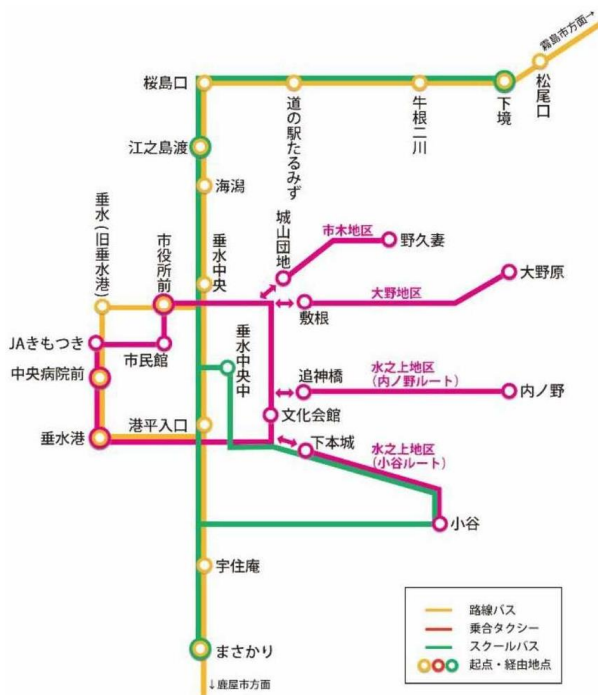 霧島市方面→
松尾口
桜島口
道の駅たるみず
牛根二川
下境
江之島渡
海潟
垂水(旧垂水港)
市役所前
垂水中央
城山団地
市木地区
野久妻
大野地区
大野原
敷根
JAきもつき
市民館
垂水中央中
中央病院前
追神橋
水之上地区
(内ノ野ルート)
内ノ野
文化会館
港平入口
垂水港
下本城
水之上地区
(小谷ルート)
小谷
宇住庵
まさかり
↓鹿屋市方面
路線バス
乗合タクシー
スクールバス
起点・経由地点